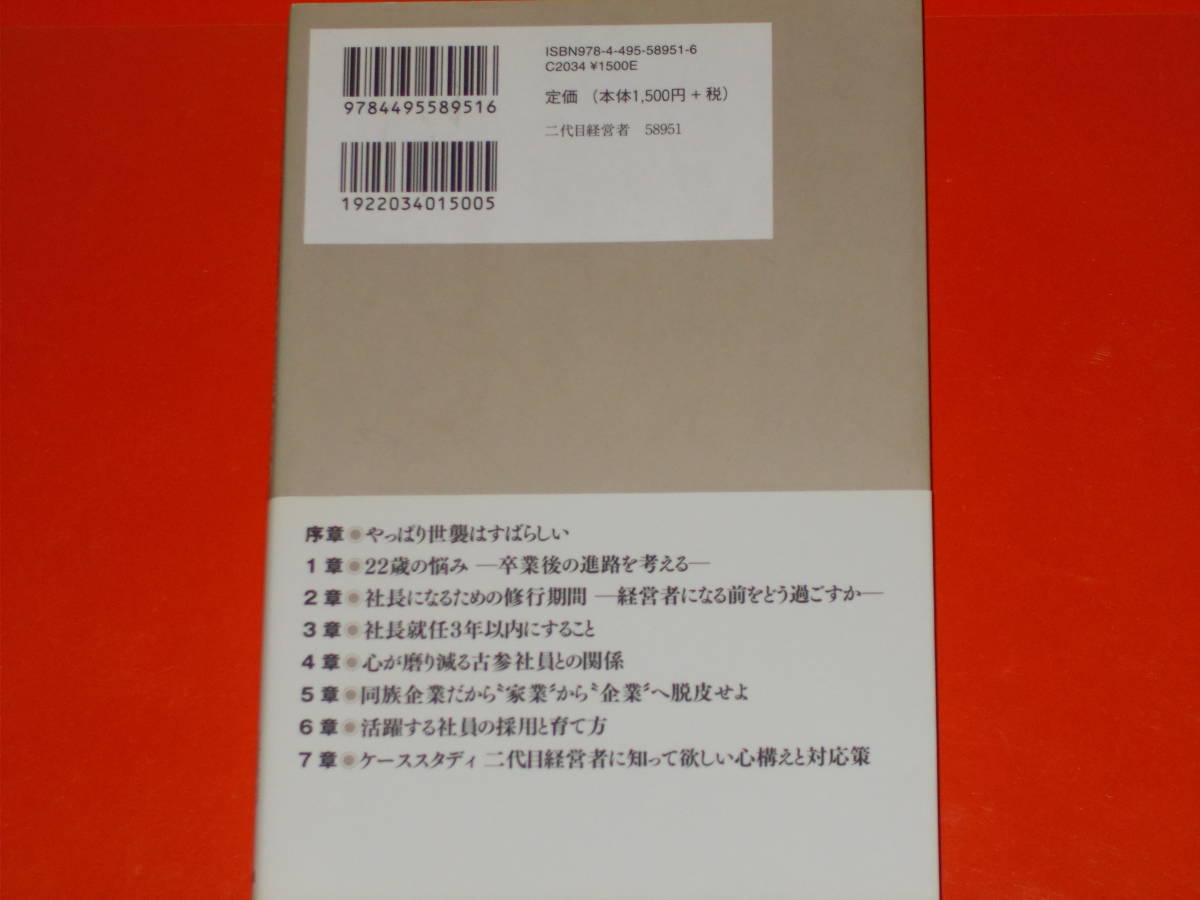 ISBN978-4-495-58951-6
C2034 ¥1500E
9784495589516
定価 (本体1,500円+税)
二代目経営者 58951
1922034015005
序章●やっぱり世襲はすばらしい
1章●22歳の悩み ―卒業後の進路を考える―
2章●社長になるための修行期間 ―経営者になる前をどう過ごすか―
3章●社長就任3年以内にすること
4章●心が磨り減る古参社員との関係
5章●同族企業だから〝家業〞から〝企業〞へ脱皮せよ
6章●活躍する社員の採用と育て方
7章●ケーススタディ 二代目経営者に知って欲しい心構えと対応策